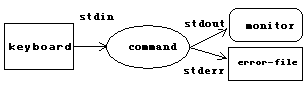 stdin
stdout
keyboard
command
monitor
stderr
error-file